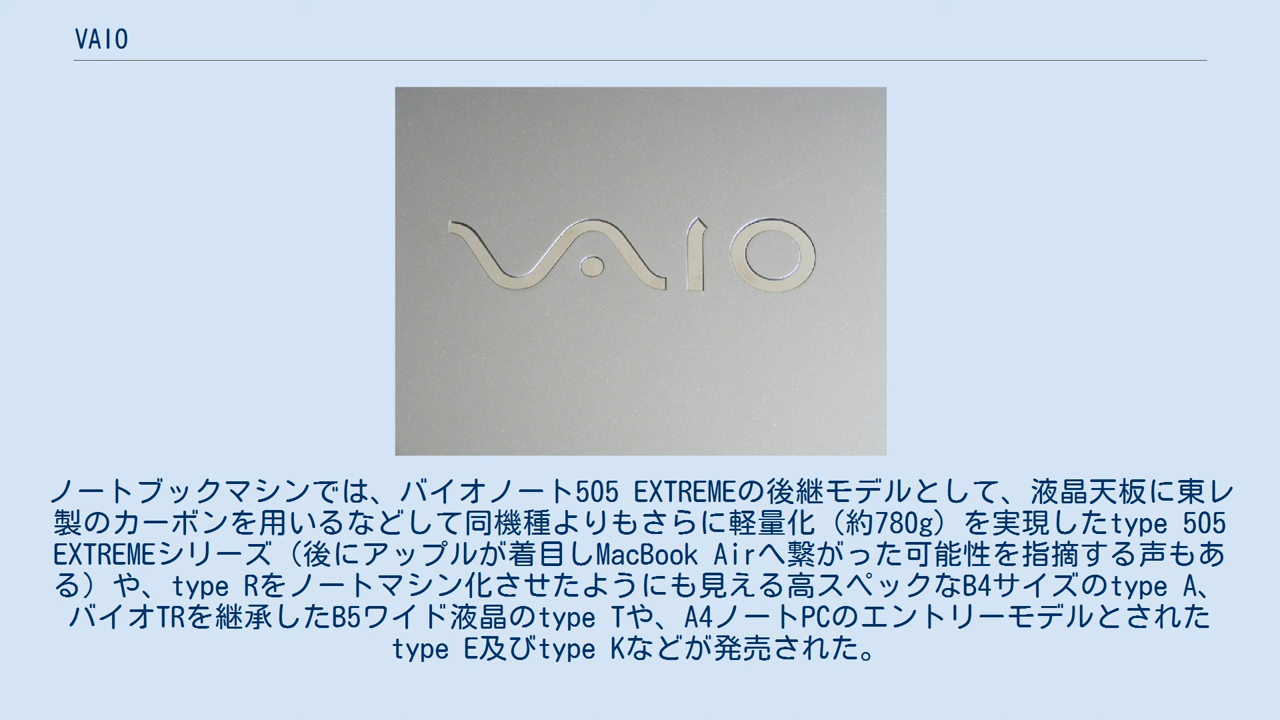 VAIO
VAIO
ノートブックマシンでは、バイオノート505 EXTREMEの後継モデルとして、液晶天板に東レ
製のカーボンを用いるなどして同機種よりもさらに軽量化（約780g）を実現したtype 505
EXTREMEシリーズ（後にアップルが着目しMacBook Airへ繋がった可能性を指摘する声もあ
る）や、type Rをノートマシン化させたようにも見える高スペックなB4サイズのtype A、
バイオTRを継承したB5ワイド液晶のtype Tや、A4ノートPCのエントリーモデルとされた
type E及びtype Kなどが発売された。